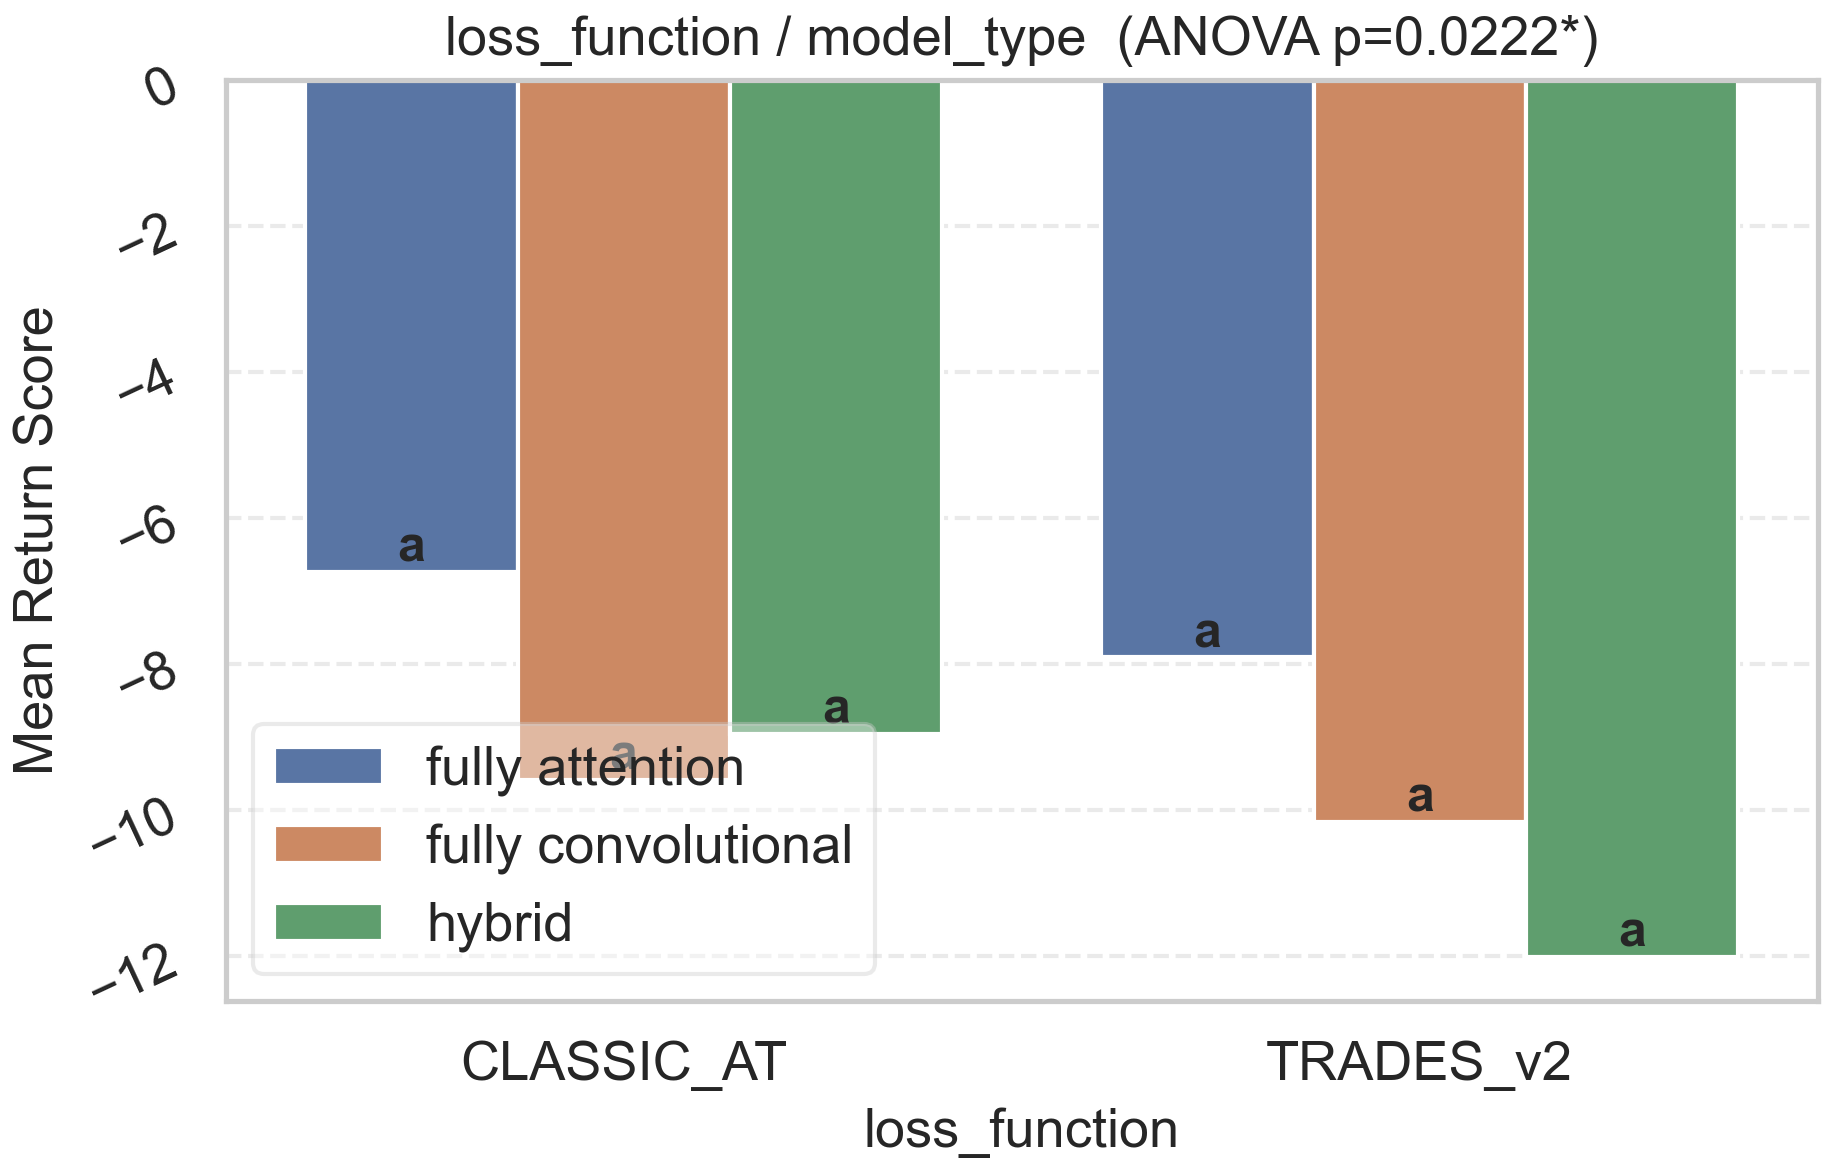 loss_function / model_type (ANOVA p=0.0222*)
Mean Return Score
0
−2
−4
−6
−8
−10
−12
a
a
a
a
a
a
fully attention
fully convolutional
hybrid
CLASSIC_AT
TRADES_v2
loss_function